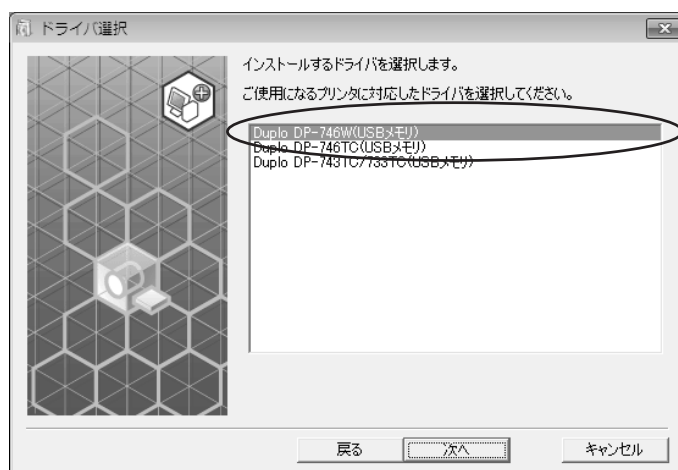 ドライバ選択
インストールするドライバを選択します。
ご使用になるプリンタに対応したドライバを選択してください。
Duplo DP-746W(USBメモリ)
Duplo DP-746TC(USBメモリ)
Duplo DP-743TC/733TC(USBメモリ)
戻る
次へ
キャンセル